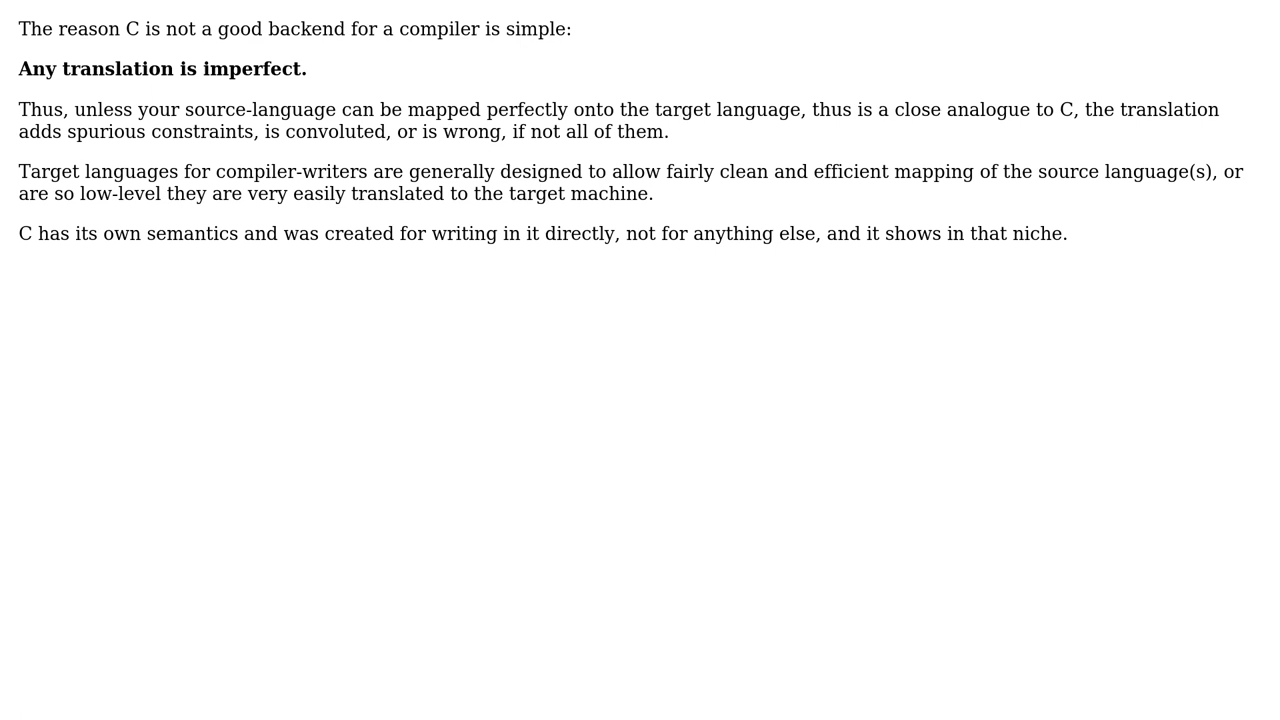 The reason C is not a good backend for a compiler is simple:
Any translation is imperfect.
Thus, unless your source-language can be mapped perfectly onto the target language, thus is a close analogue to C, the translation
adds spurious constraints, is convoluted, or is wrong, if not all of them.
Target languages for compiler-writers are generally designed to allow fairly clean and efficient mapping of the source language(s), or
are so low-level they are very easily translated to the target machine.
C has its own semantics and was created for writing in it directly, not for anything else, and it shows in that niche.